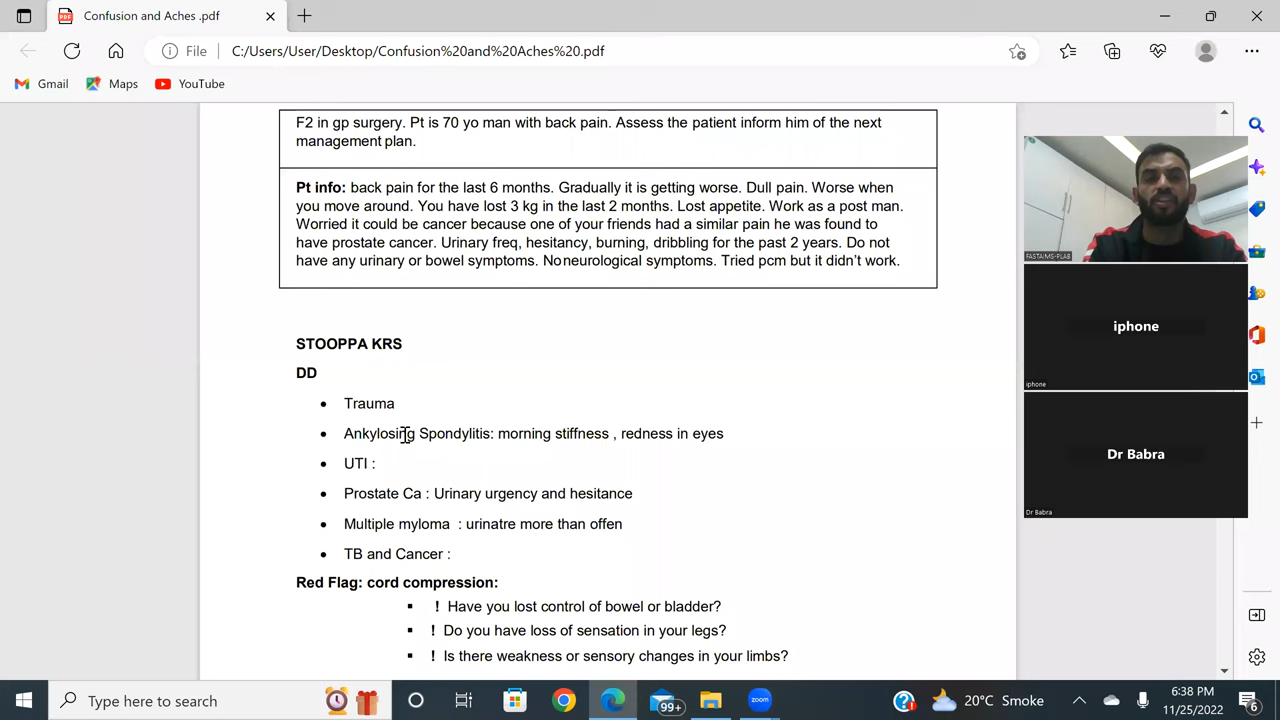 Confusion and Aches .pdf
File
C:/Users/User/Desktop/Confusion%20and%20Aches%20.pdf
Gmail
Maps
YouTube
F2 in gp surgery. Pt is 70 yo man with back pain. Assess the patient inform him of the next
management plan.
Pt info: back pain for the last 6 months. Gradually it is getting worse. Dull pain. Worse when
you move around. You have lost 3 kg in the last 2 months. Lost appetite. Work as a post man.
Worried it could be cancer because one of your friends had a similar pain he was found to
have prostate cancer. Urinary freq, hesitancy, burning, dribbling for the past 2 years. Do not
have any urinary or bowel symptoms. No neurological symptoms. Tried pcm but it didn't work.
STOOPPA KRS
DD
• Trauma
• Ankylosing Spondylitis: morning stiffness , redness in eyes
• UTI :
• Prostate Ca : Urinary urgency and hesitance
• Multiple myloma : urinatre more than offen
• TB and Cancer :
Red Flag: cord compression:
▪ ! Have you lost control of bowel or bladder?
▪ ! Do you have loss of sensation in your legs?
▪ ! Is there weakness or sensory changes in your limbs?
FASTAIMS-PLAB
iphone
iphone
Dr Babra
Dr Babra
Type here to search
99+
zoom
20°C Smoke
6:38 PM
11/25/2022
6